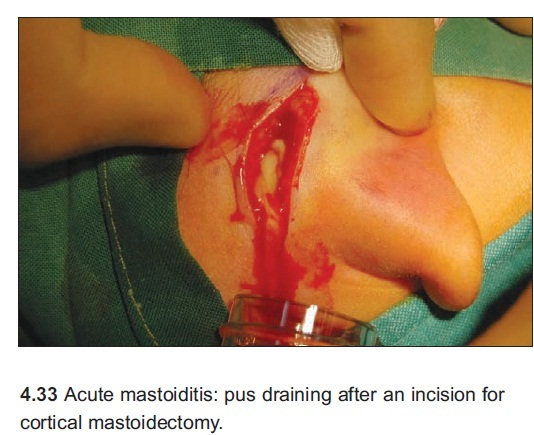 4.33 Acute mastoiditis: pus draining after an incision for
cortical mastoidectomy.